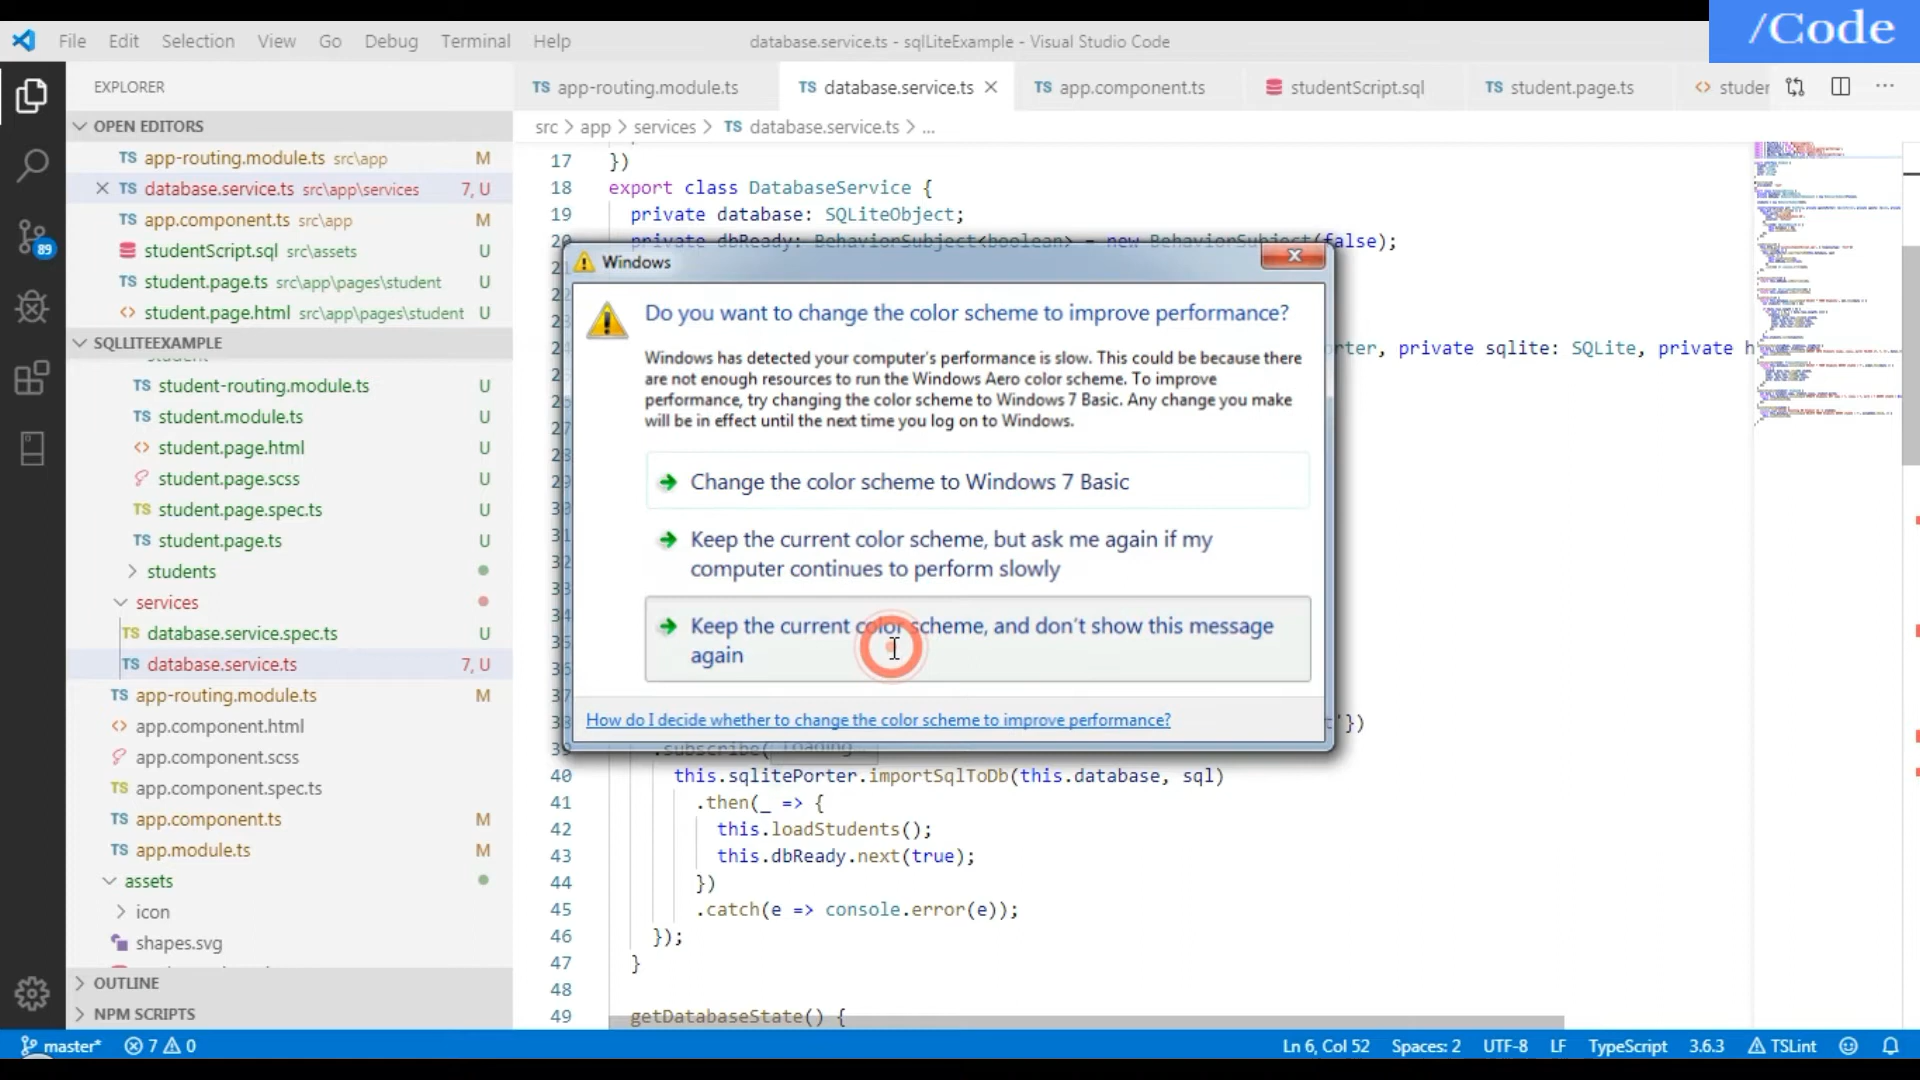 /Code
File Edit Selection View Go Debug Terminal Help
database.service.ts - sqlLiteExample - Visual Studio Code
EXPLORER
TS app-routing.module.ts TS database.service.ts TS app.component.ts studentScript.sql TS student.page.ts <> studer
OPEN EDITORS
src > app > services > TS database.service.ts > ...
TS app-routing.module.ts src\app M
TS database.service.ts src\app\services 7, U
TS app.component.ts src\app M
studentScript.sql src\assets U
TS student.page.ts src\app\pages\student U
<> student.page.html src\app\pages\student U
SQLLITEEXAMPLE
TS student-routing.module.ts U
TS student.module.ts U
<> student.page.html U
student.page.scss U
TS student.page.spec.ts U
TS student.page.ts U
students
services
TS database.service.spec.ts U
TS database.service.ts 7, U
TS app-routing.module.ts M
<> app.component.html
app.component.scss
TS app.component.spec.ts
TS app.component.ts M
TS app.module.ts M
assets
icon
shapes.svg
OUTLINE
NPM SCRIPTS
17 })
18 export class DatabaseService {
19 private database: SQLiteObject;
20 private dbReady: BehaviorSubject<boolean> = new BehaviorSubject(false);
rter, private sqlite: SQLite, private h
Windows
Do you want to change the color scheme to improve performance?
Windows has detected your computer's performance is slow. This could be because there
are not enough resources to run the Windows Aero color scheme. To improve
performance, try changing the color scheme to Windows 7 Basic. Any change you make
will be in effect until the next time you log on to Windows.
Change the color scheme to Windows 7 Basic
Keep the current color scheme, but ask me again if my
computer continues to perform slowly
Keep the current color scheme, and don't show this message
again
How do I decide whether to change the color scheme to improve performance?
'})
39 .subscribe(
40 this.sqlitePorter.importSqlToDb(this.database, sql)
41 .then(_ => {
42 this.loadStudents();
43 this.dbReady.next(true);
44 })
45 .catch(e => console.error(e));
46 });
47 }
48
49 getDatabaseState() {
89
master* 7 0
Ln 6, Col 52 Spaces: 2 UTF-8 LF TypeScript 3.6.3 TSLint